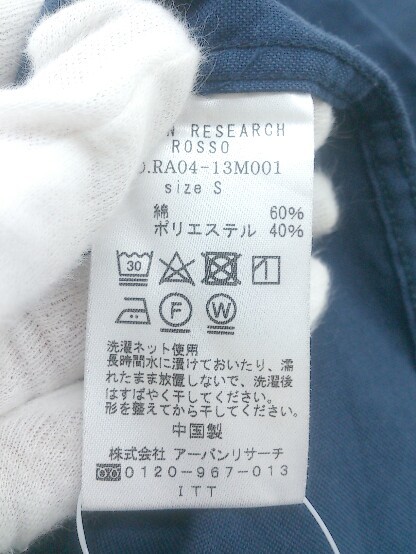 N RESEARCH
ROSSO
.RA04-13M001
size S
綿 60%
ポリエステル 40%
30
F W
洗濯ネット使用
長時間水に漬けておいたり、濡
れたまま放置しないで、洗濯後
はすばやく干してください。
形を整えてから干してください。
中国製
株式会社 アーバンリサーチ
0120-967-013
ITT